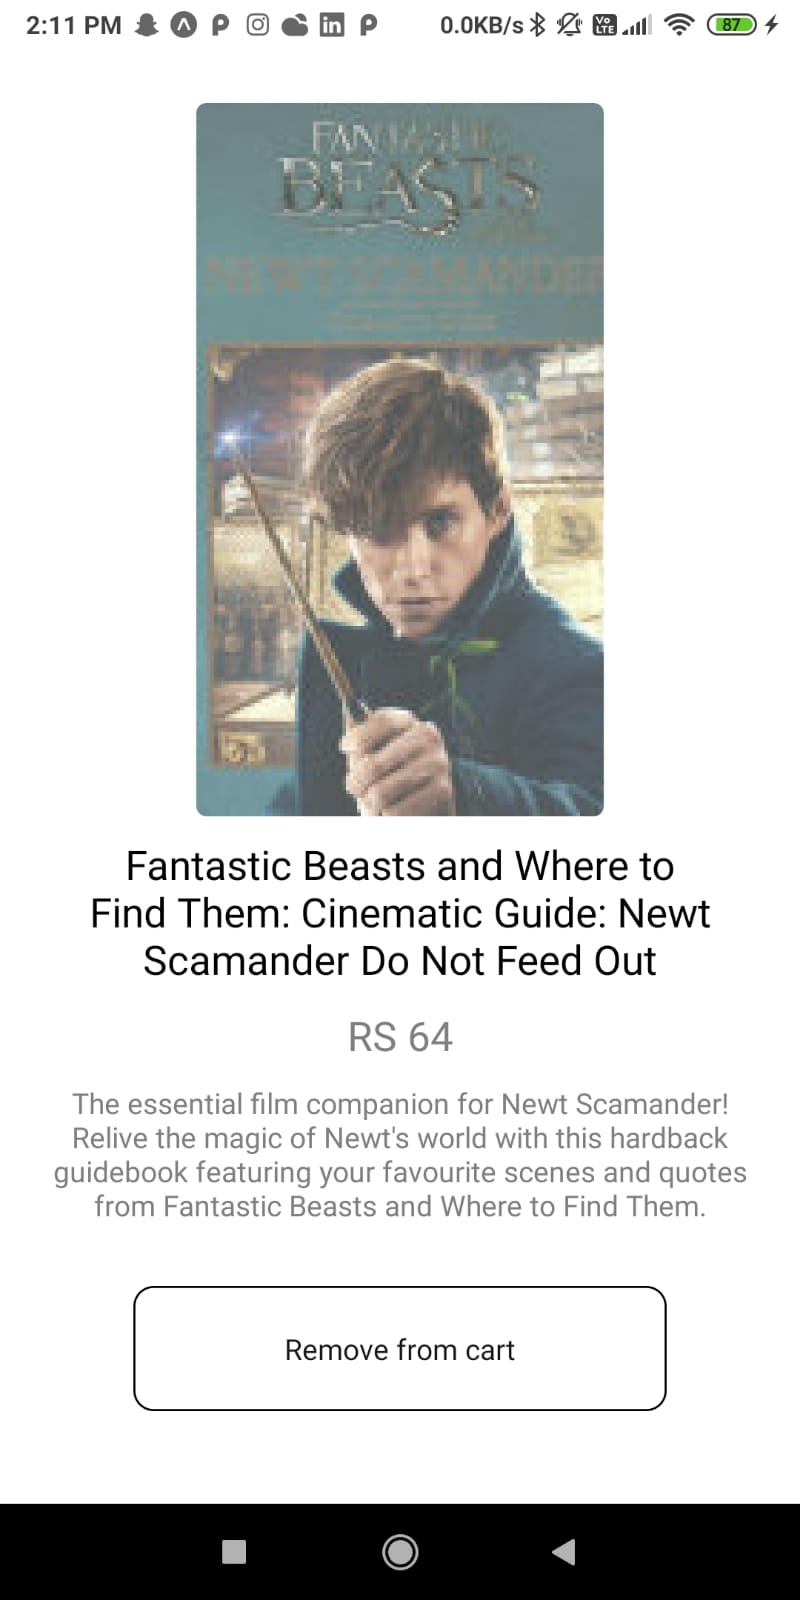 2:11 PM
0.0KB/s
Vo
LTE
87
FANTASTIC
BEASTS
NEWT SCAMANDER
Fantastic Beasts and Where to
Find Them: Cinematic Guide: Newt
Scamander Do Not Feed Out
RS 64
The essential film companion for Newt Scamander!
Relive the magic of Newt's world with this hardback
guidebook featuring your favourite scenes and quotes
from Fantastic Beasts and Where to Find Them.
Remove from cart